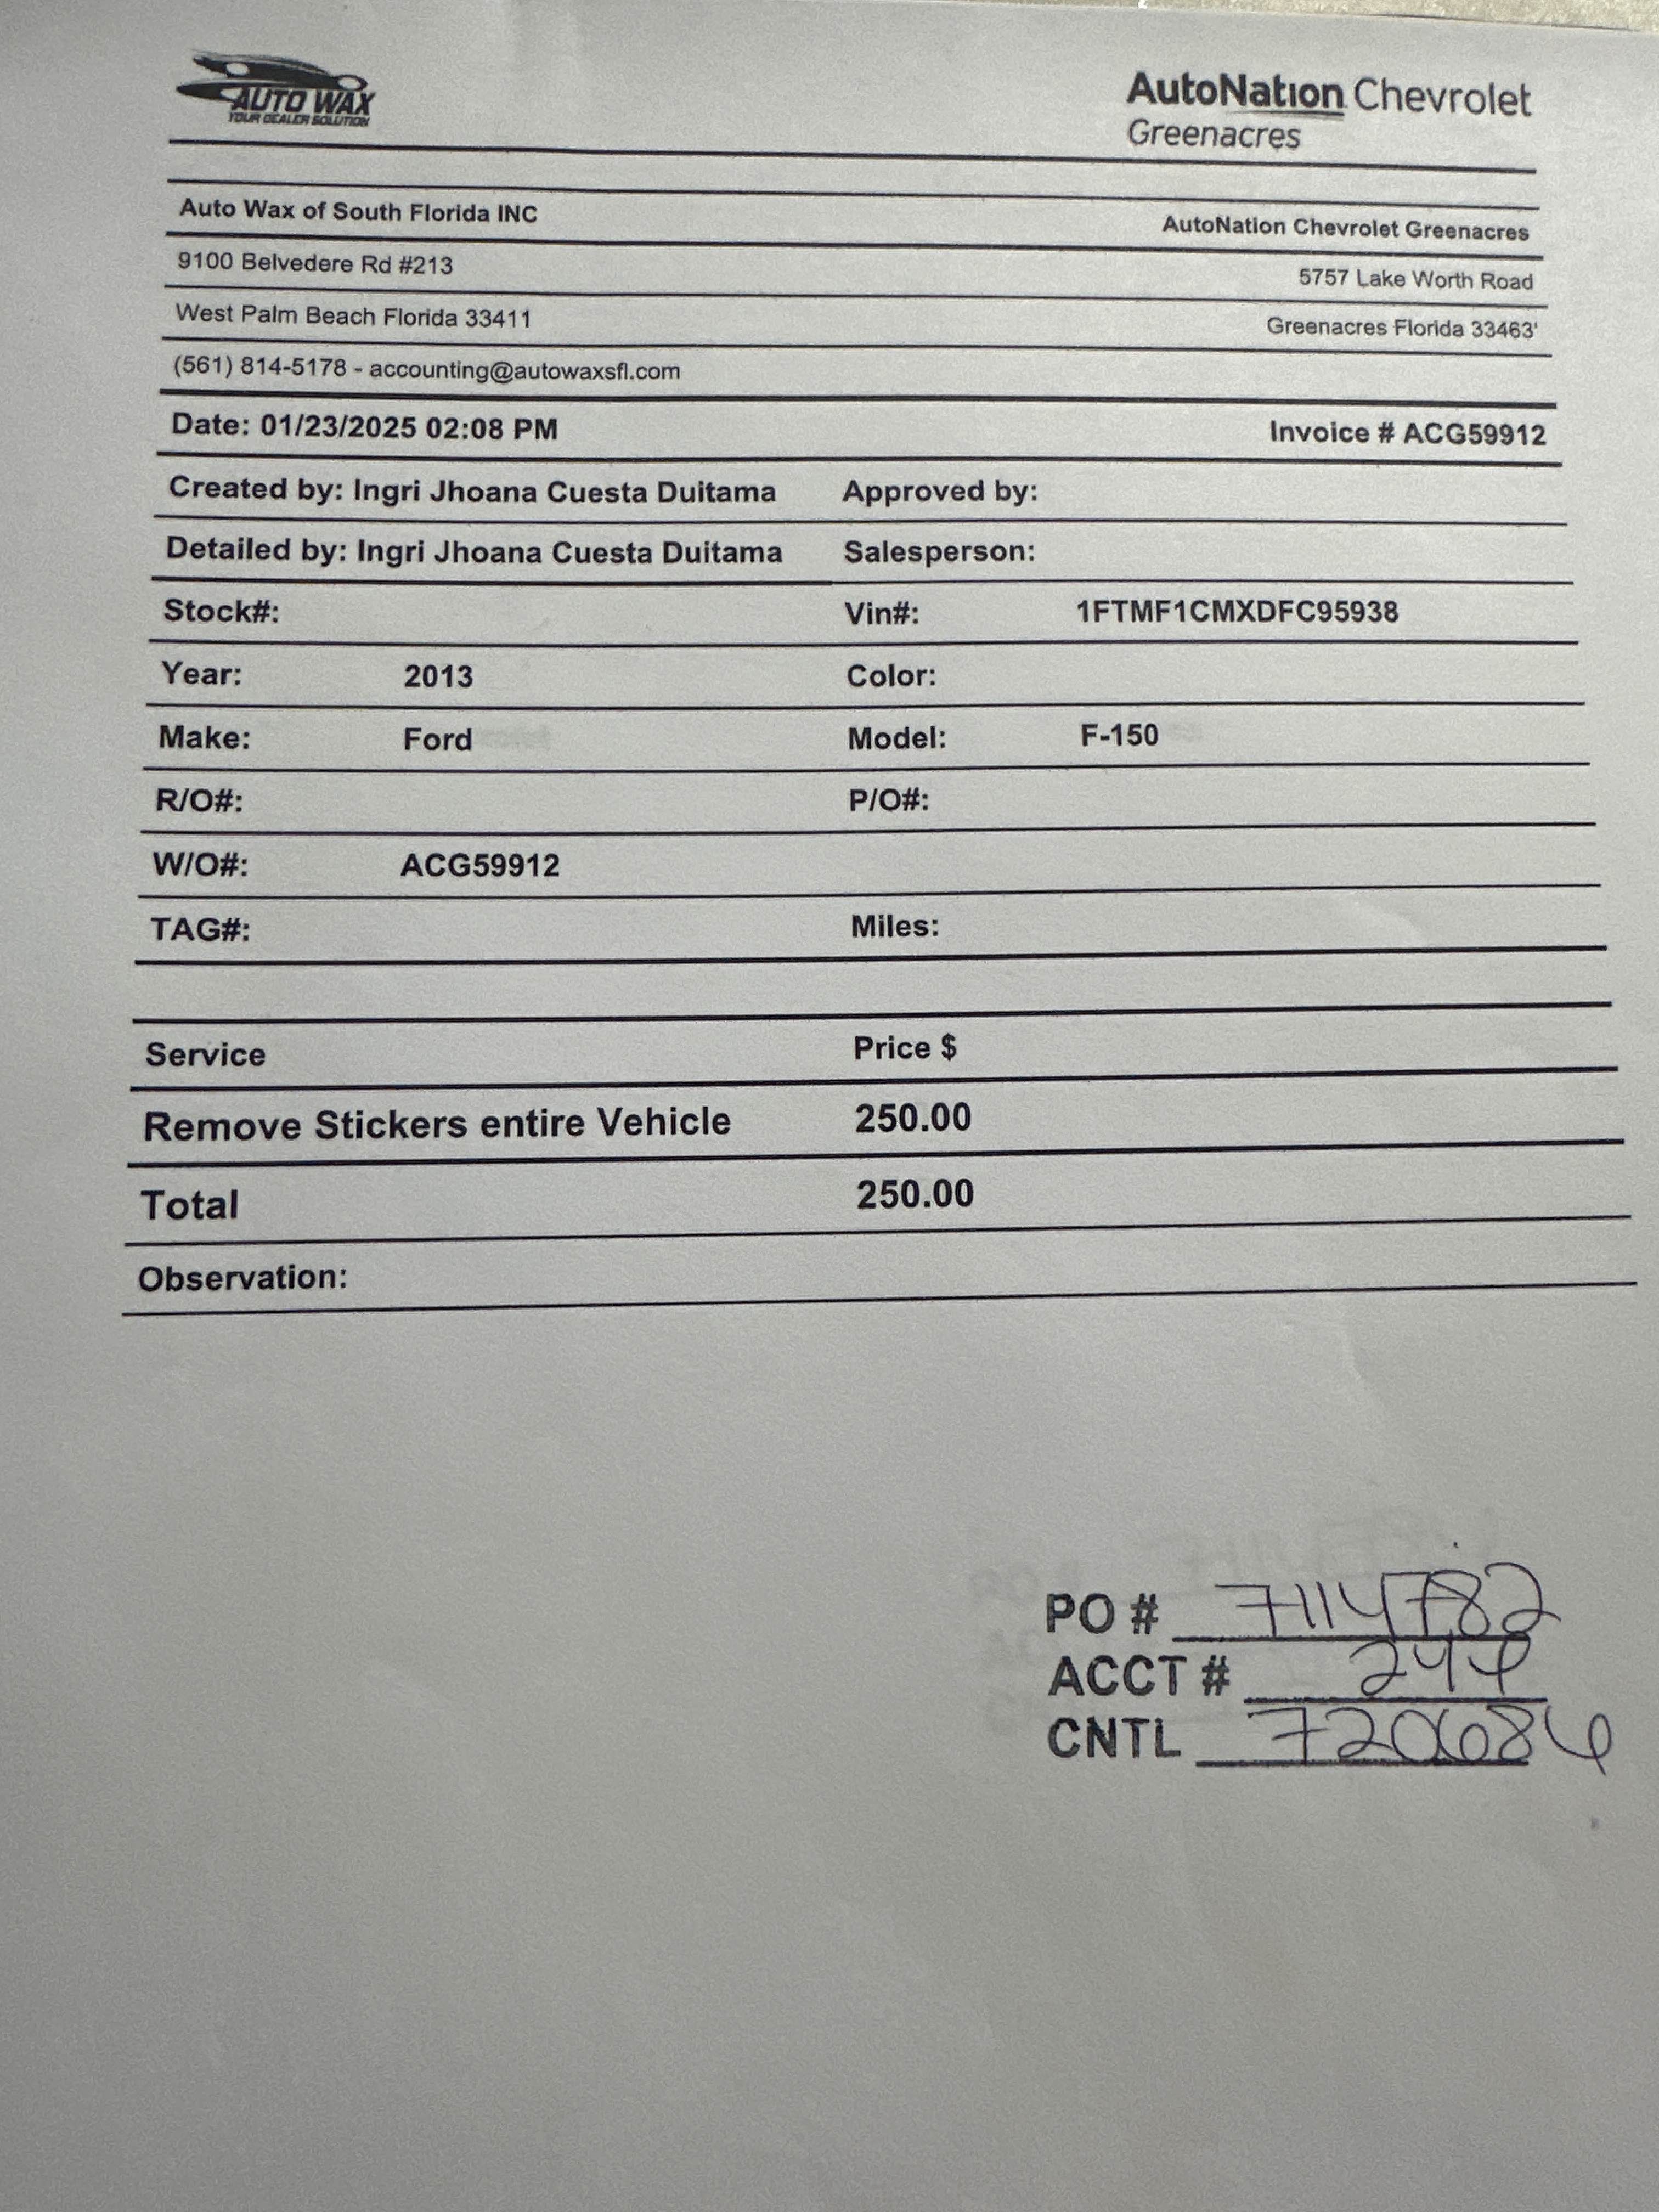 AUTO WAX
YOUR DEALER SOLUTION
AutoNation Chevrolet
Greenacres
Auto Wax of South Florida INC
AutoNation Chevrolet Greenacres
9100 Belvedere Rd #213
5757 Lake Worth Road
West Palm Beach Florida 33411
Greenacres Florida 33463'
(561) 814-5178 - accounting@autowaxsfl.com
Date: 01/23/2025 02:08 PM Invoice # ACG59912
Created by: Ingri Jhoana Cuesta Duitama Approved by:
Detailed by: Ingri Jhoana Cuesta Duitama Salesperson:
Stock#: Vin#: 1FTMF1CMXDFC95938
Year: 2013 Color:
Make: Ford Model: F-150
R/O#: P/O#:
W/O#: ACG59912
TAG#: Miles:
Service Price $
Remove Stickers entire Vehicle 250.00
Total 250.00
Observation:
PO # 7114782
ACCT # 244
CNTL 720686